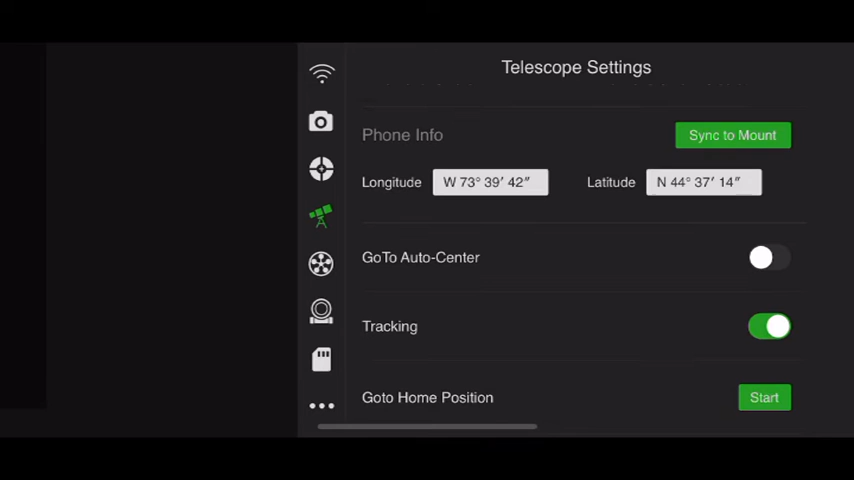 Telescope Settings
Phone Info
Sync to Mount
Longitude W 73° 39′ 42″ Latitude N 44° 37′ 14″
GoTo Auto-Center
Tracking
Goto Home Position
Start